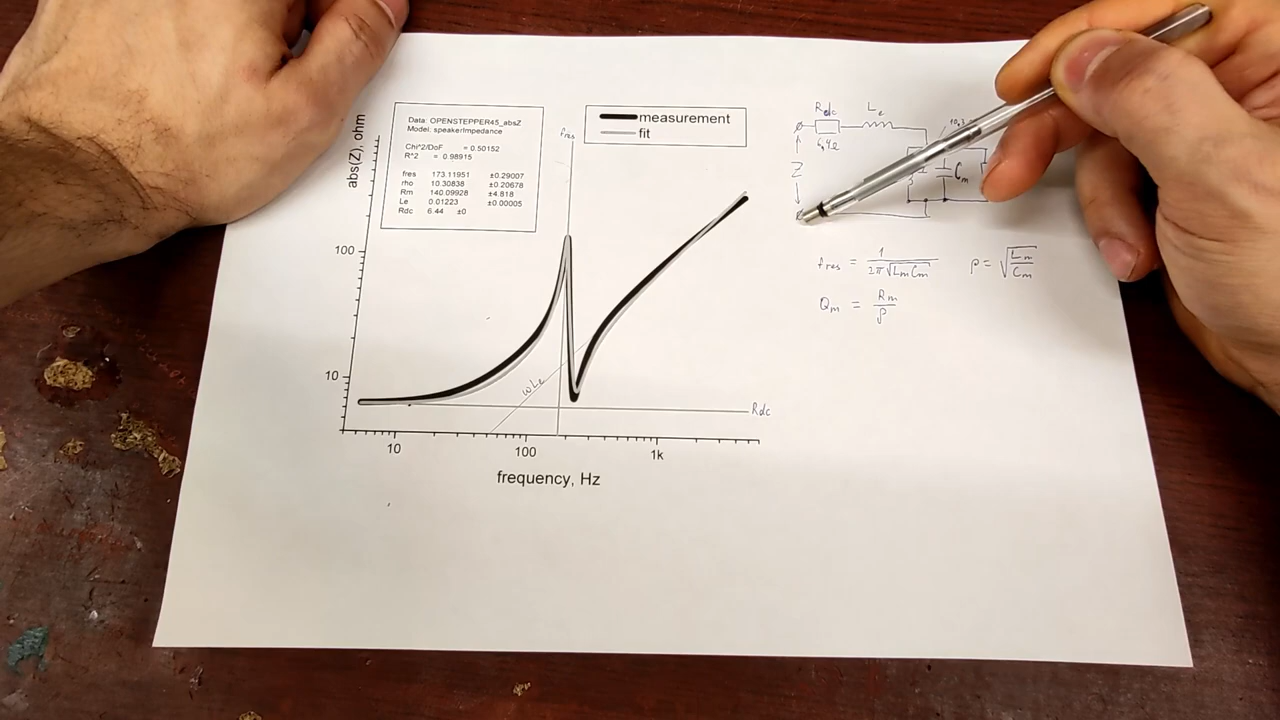 Data: OPENSTEPPER45_absZ
Model: speakerImpedance
Chi^2/DoF = 0.50152
R^2 = 0.98915
fres 173.11951 ±0.29007
rho 10.30838 ±0.20678
Rm 140.09928 ±4.818
Le 0.01223 ±0.00005
Rdc 6.44 ±0
measurement
fit
abs(Z), ohm
100
10
fres
ωLe
Rdc
10
100
1k
frequency, Hz
Rdc
Le
Z
Cm
fres = 1 / 2π√LmCm
ρ = √Lm/Cm
Qm = Rm / ρ